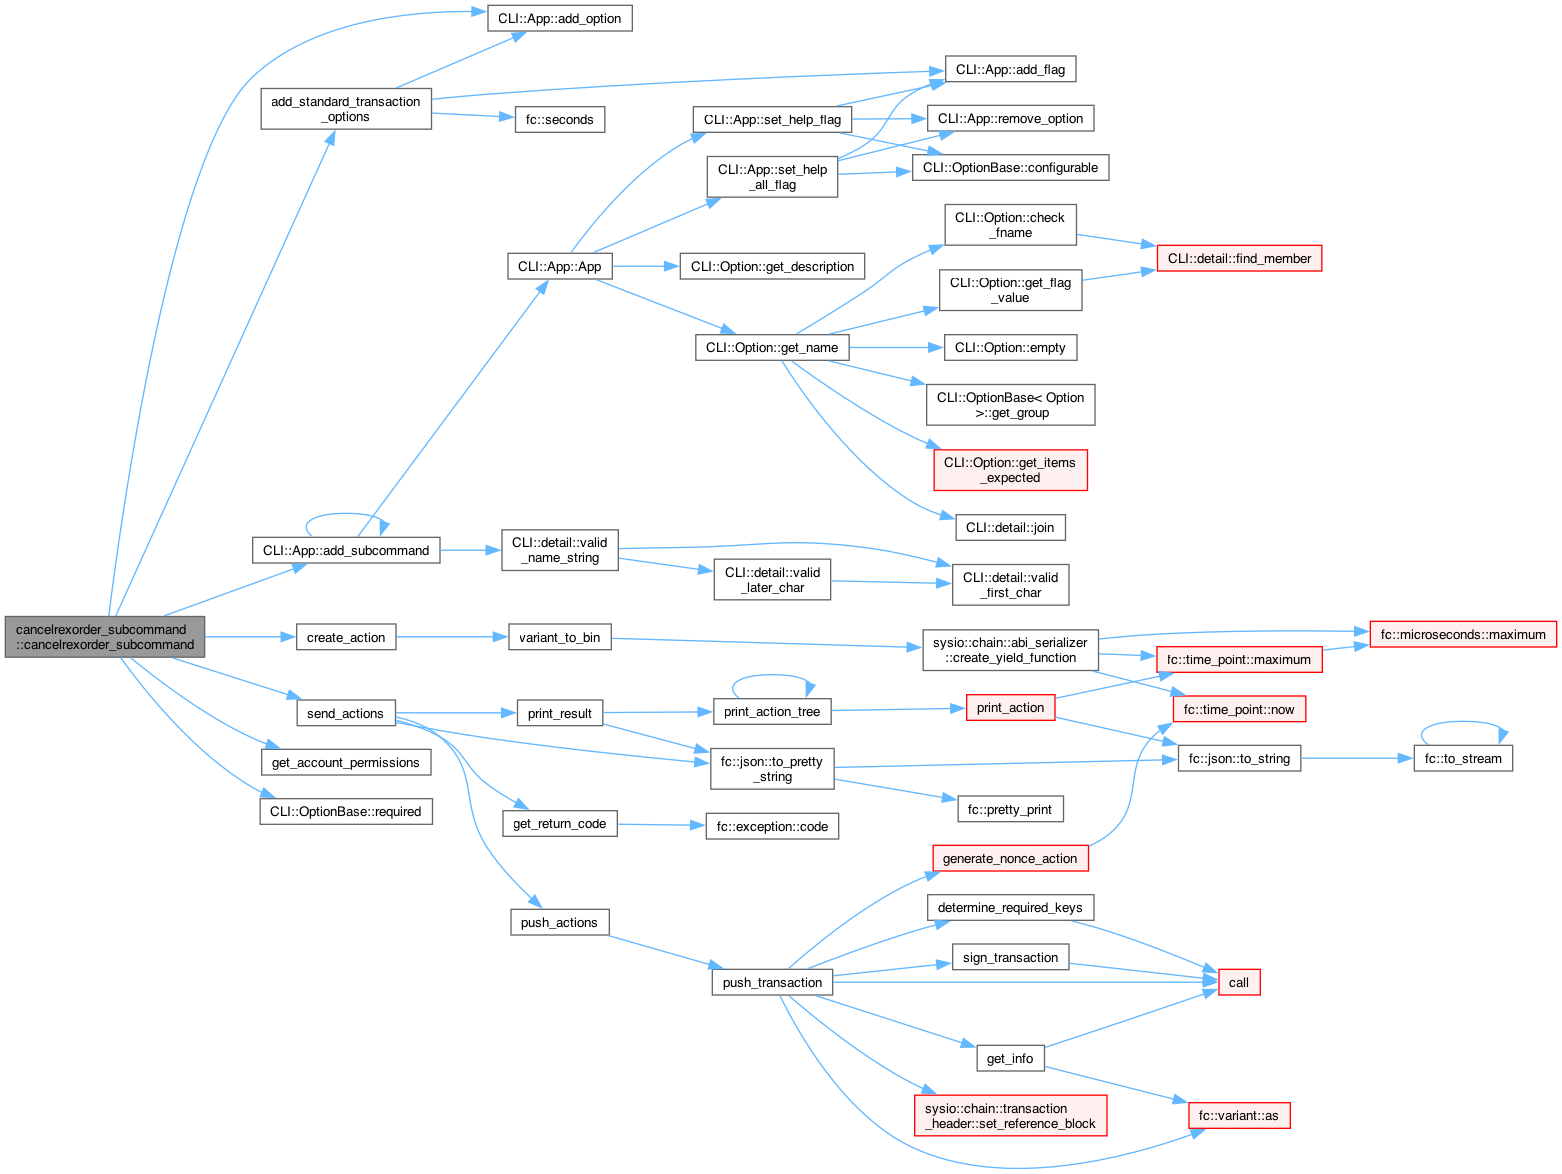 CLI::App::add_option
add_standard_transaction
_options
CLI::App::add_flag
fc::seconds
CLI::App::set_help_flag
CLI::App::remove_option
CLI::App::set_help
_all_flag
CLI::OptionBase::configurable
CLI::Option::check
_fname
CLI::detail::find_member
CLI::App::App
CLI::Option::get_description
CLI::Option::get_flag
_value
CLI::Option::get_name
CLI::Option::empty
CLI::OptionBase< Option
>::get_group
CLI::Option::get_items
_expected
CLI::detail::join
CLI::App::add_subcommand
CLI::detail::valid
_name_string
CLI::detail::valid
_later_char
CLI::detail::valid
_first_char
cancelrexorder_subcommand
::cancelrexorder_subcommand
create_action
variant_to_bin
sysio::chain::abi_serializer
::create_yield_function
fc::microseconds::maximum
fc::time_point::maximum
send_actions
print_result
print_action_tree
print_action
fc::time_point::now
get_account_permissions
fc::json::to_pretty
_string
fc::json::to_string
fc::to_stream
CLI::OptionBase::required
get_return_code
fc::exception::code
fc::pretty_print
generate_nonce_action
push_actions
determine_required_keys
sign_transaction
push_transaction
call
get_info
sysio::chain::transaction
_header::set_reference_block
fc::variant::as